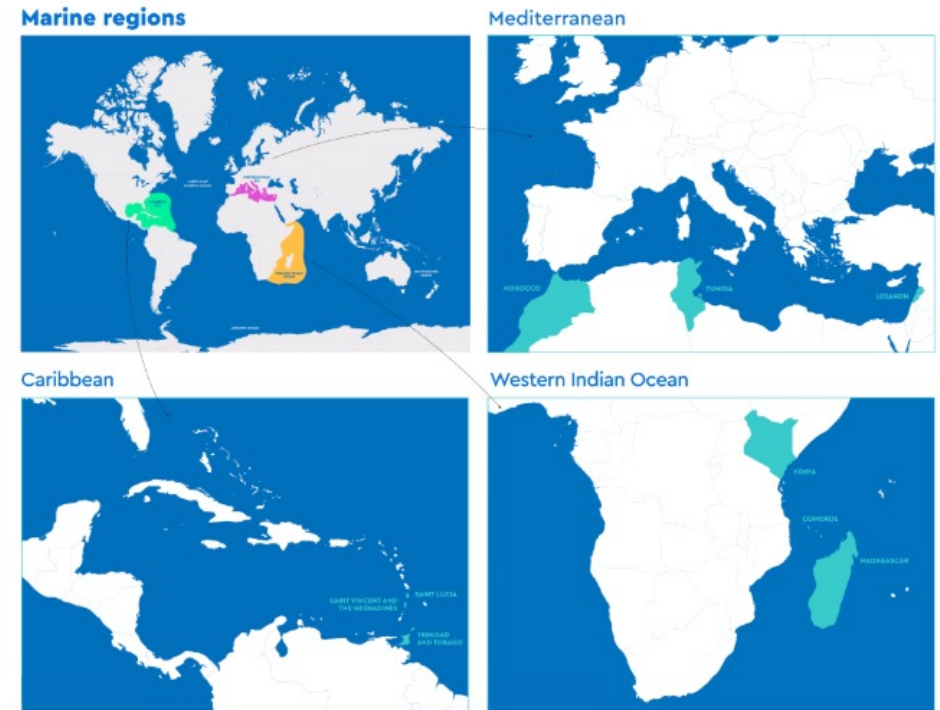 Marine regions
Mediterranean
MOROCCO
TUNISIA
LEBANON
Caribbean
SAINT LUCIA
SAINT VINCENT AND
THE GRENADINES
TRINIDAD
AND TOBAGO
Western Indian Ocean
KENYA
COMOROS
MADAGASCAR